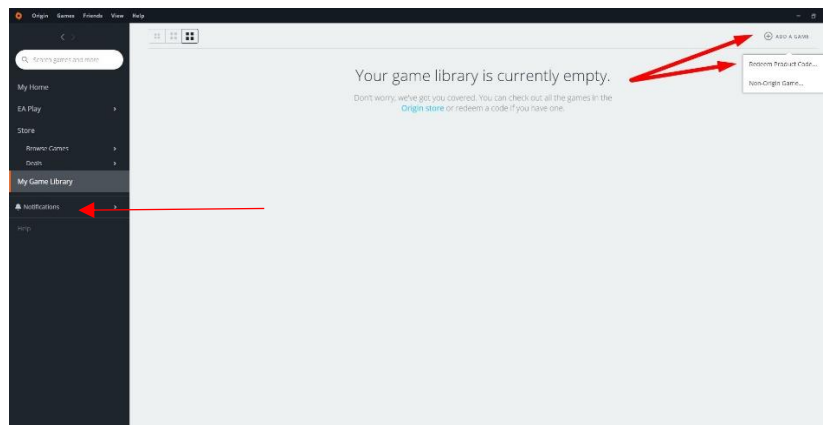 Origin Games Friends View Help
ADD A GAME
Search games and more
Redeem Product Code...
Your game library is currently empty.
Non-Origin Game...
My Home
Don't worry, we've got you covered. You can check out all the games in the
Origin store or redeem a code if you have one.
EA Play
Store
Browse Games
Deals
My Game Library
Notifications
Help